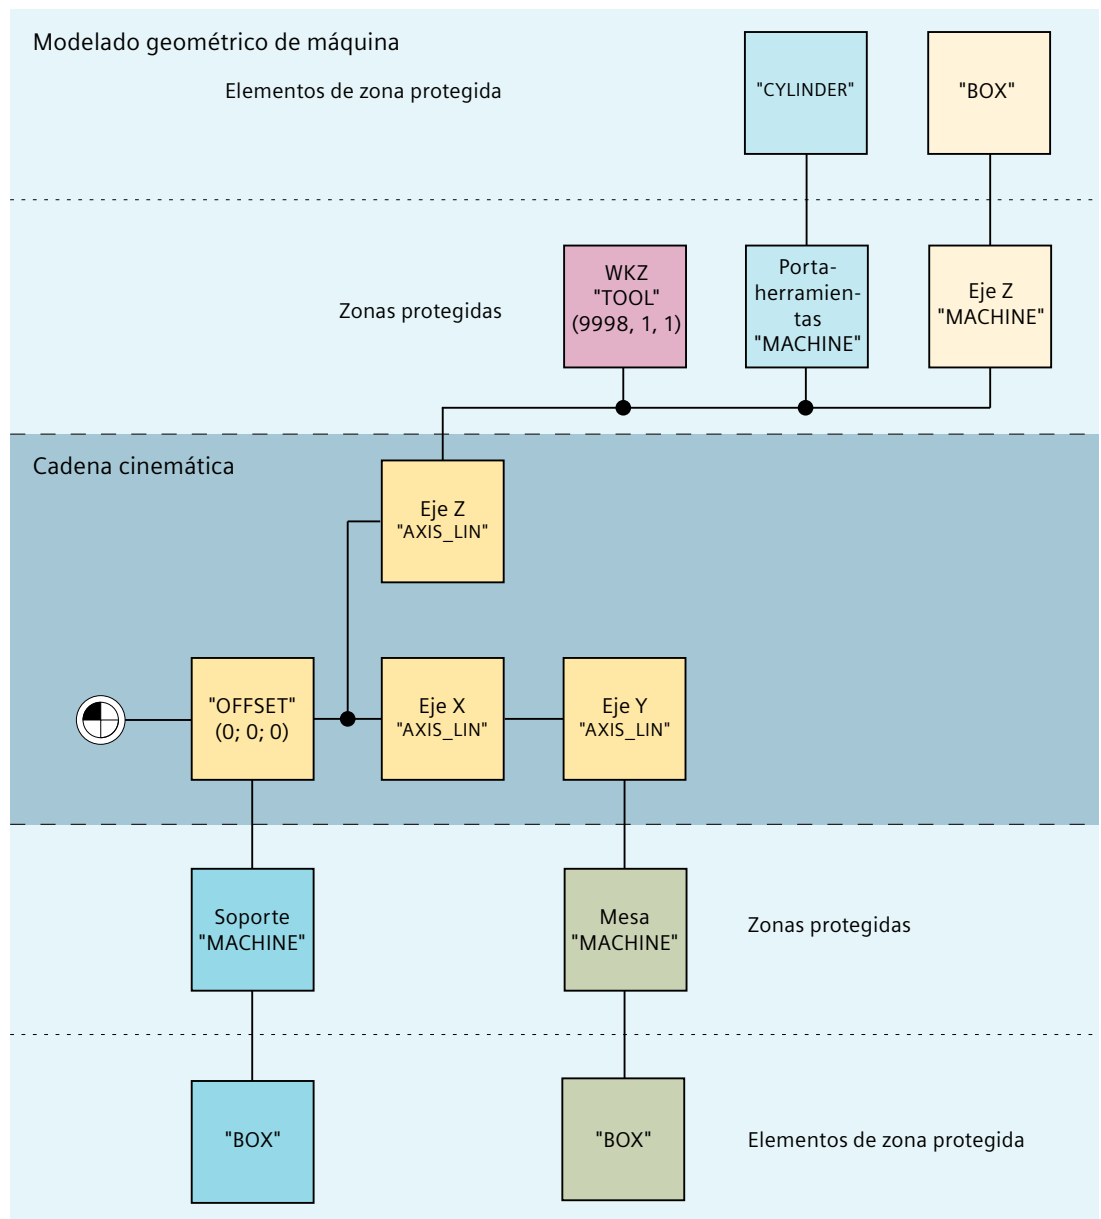 Modelado geométrico de máquina
Elementos de zona protegida
"CYLINDER"
"BOX"
Zonas protegidas
WKZ
"TOOL"
(9998, 1, 1)
Porta-
herramien-
tas
"MACHINE"
Eje Z
"MACHINE"
Cadena cinemática
Eje Z
"AXIS_LIN"
"OFFSET"
(0; 0; 0)
Eje X
"AXIS_LIN"
Eje Y
"AXIS_LIN"
Soporte
"MACHINE"
Mesa
"MACHINE"
Zonas protegidas
"BOX"
"BOX"
Elementos de zona protegida